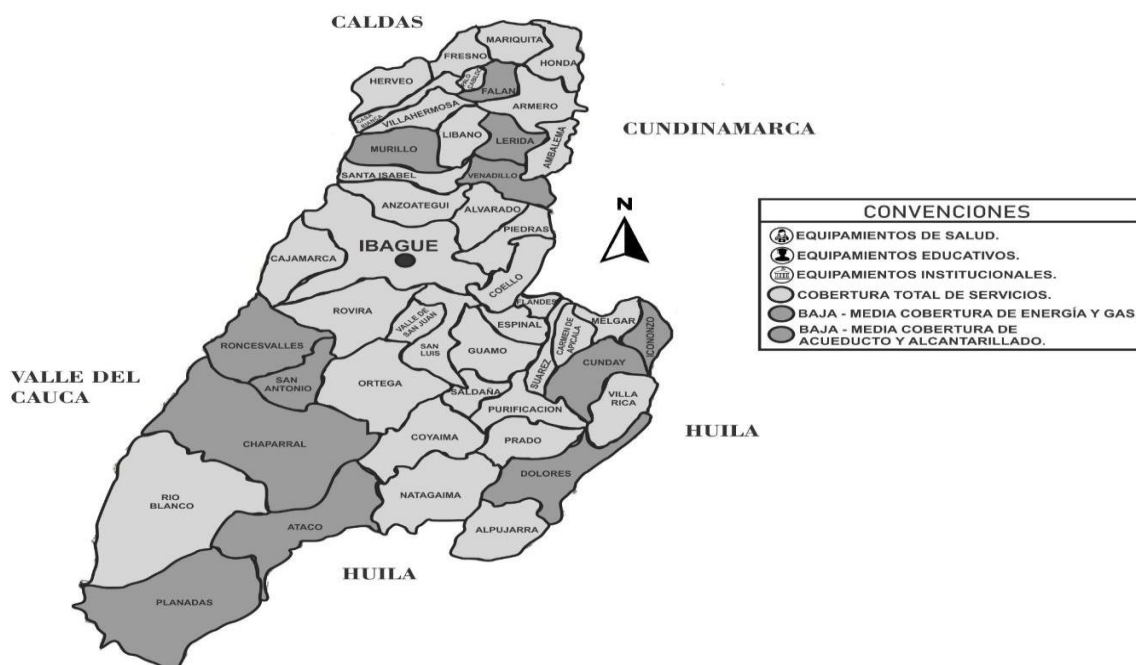 CALDAS
MARIQUITA
FRESNO
HONDA
HERVEO
PALO
CABILDO
FALAN
ARMERO
CASA
BIANCA
VILLAHERMOSA
CUNDINAMARCA
LIBANO
LERIDA
AMBALEMA
MURILLO
SANTA ISABEL
VENADILLO
ANZOATEGUI
ALVARADO
N
PIEDRAS
IBAGUE
CAJAMARCA
COELLO
CONVENCIONES
EQUIPAMIENTOS DE SALUD.
EQUIPAMIENTOS EDUCATIVOS.
EQUIPAMIENTOS INSTITUCIONALES.
COBERTURA TOTAL DE SERVICIOS.
BAJA - MEDIA COBERTURA DE ENERGÍA Y GAS
BAJA - MEDIA COBERTURA DE
ACUEDUCTO Y ALCANTARILLADO.
FLANDES
ROVIRA
VALLE DE
SAN JUAN
ESPINAL
CARMEN DE
APICALA
MELGAR
ICONONZO
RONCESVALLES
SAN
LUIS
GUAMO
SUAREZ
CUNDAY
VALLE DEL
CAUCA
SAN
ANTONIO
ORTEGA
SALDAÑA
VILLA
RICA
PURIFICACION
HUILA
CHAPARRAL
COYAIMA
PRADO
DOLORES
RIO
BLANCO
NATAGAIMA
ATACO
ALPUJARRA
HUILA
PLANADAS